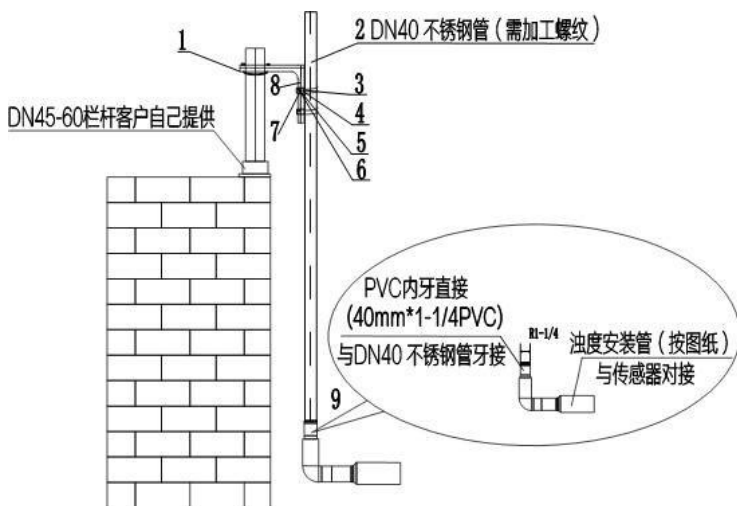 1
2 DN40 不锈钢管（需加工螺纹）
8
3
4
7
5
6
DN45-60栏杆客户自己提供
PVC内牙直接
(40mm*1-1/4PVC)
与DN40 不锈钢管牙接
R1-1/4
浊度安装管（按图纸）
与传感器对接
9